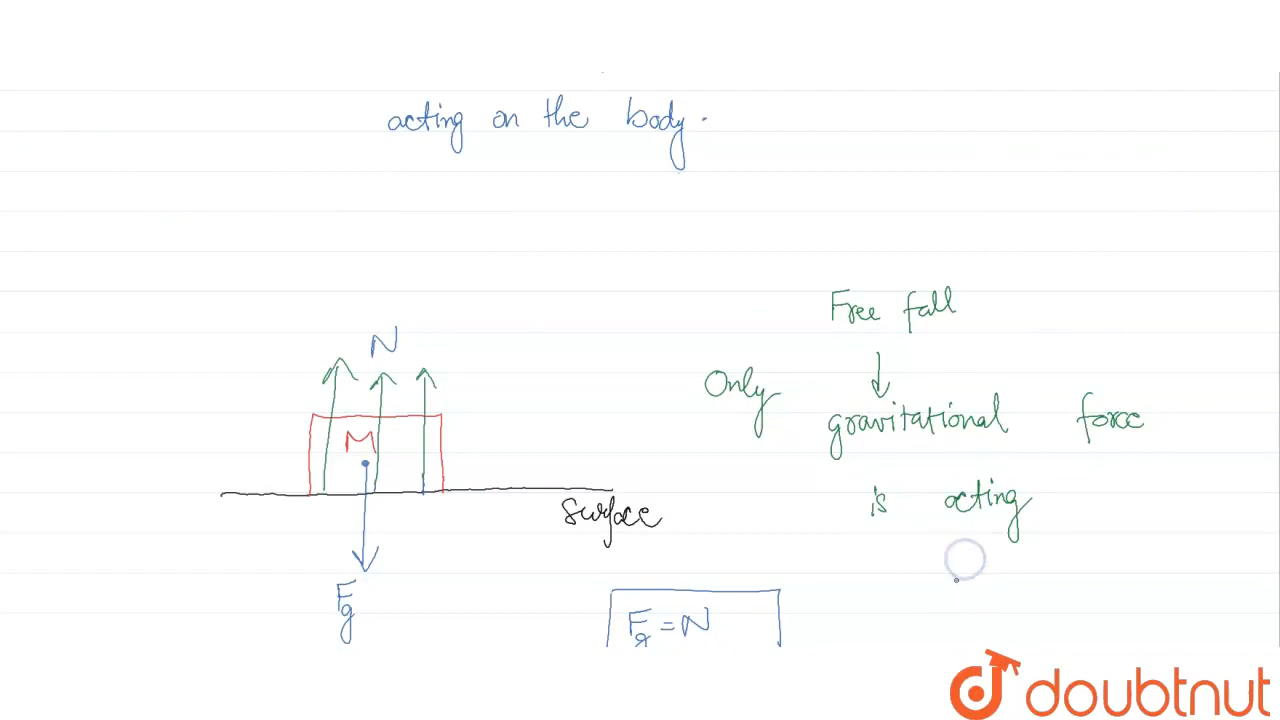 acting on the body.
Free fall
N
Only gravitational force
M
is acting
Surface
Fg
Fg = N
doubtnut